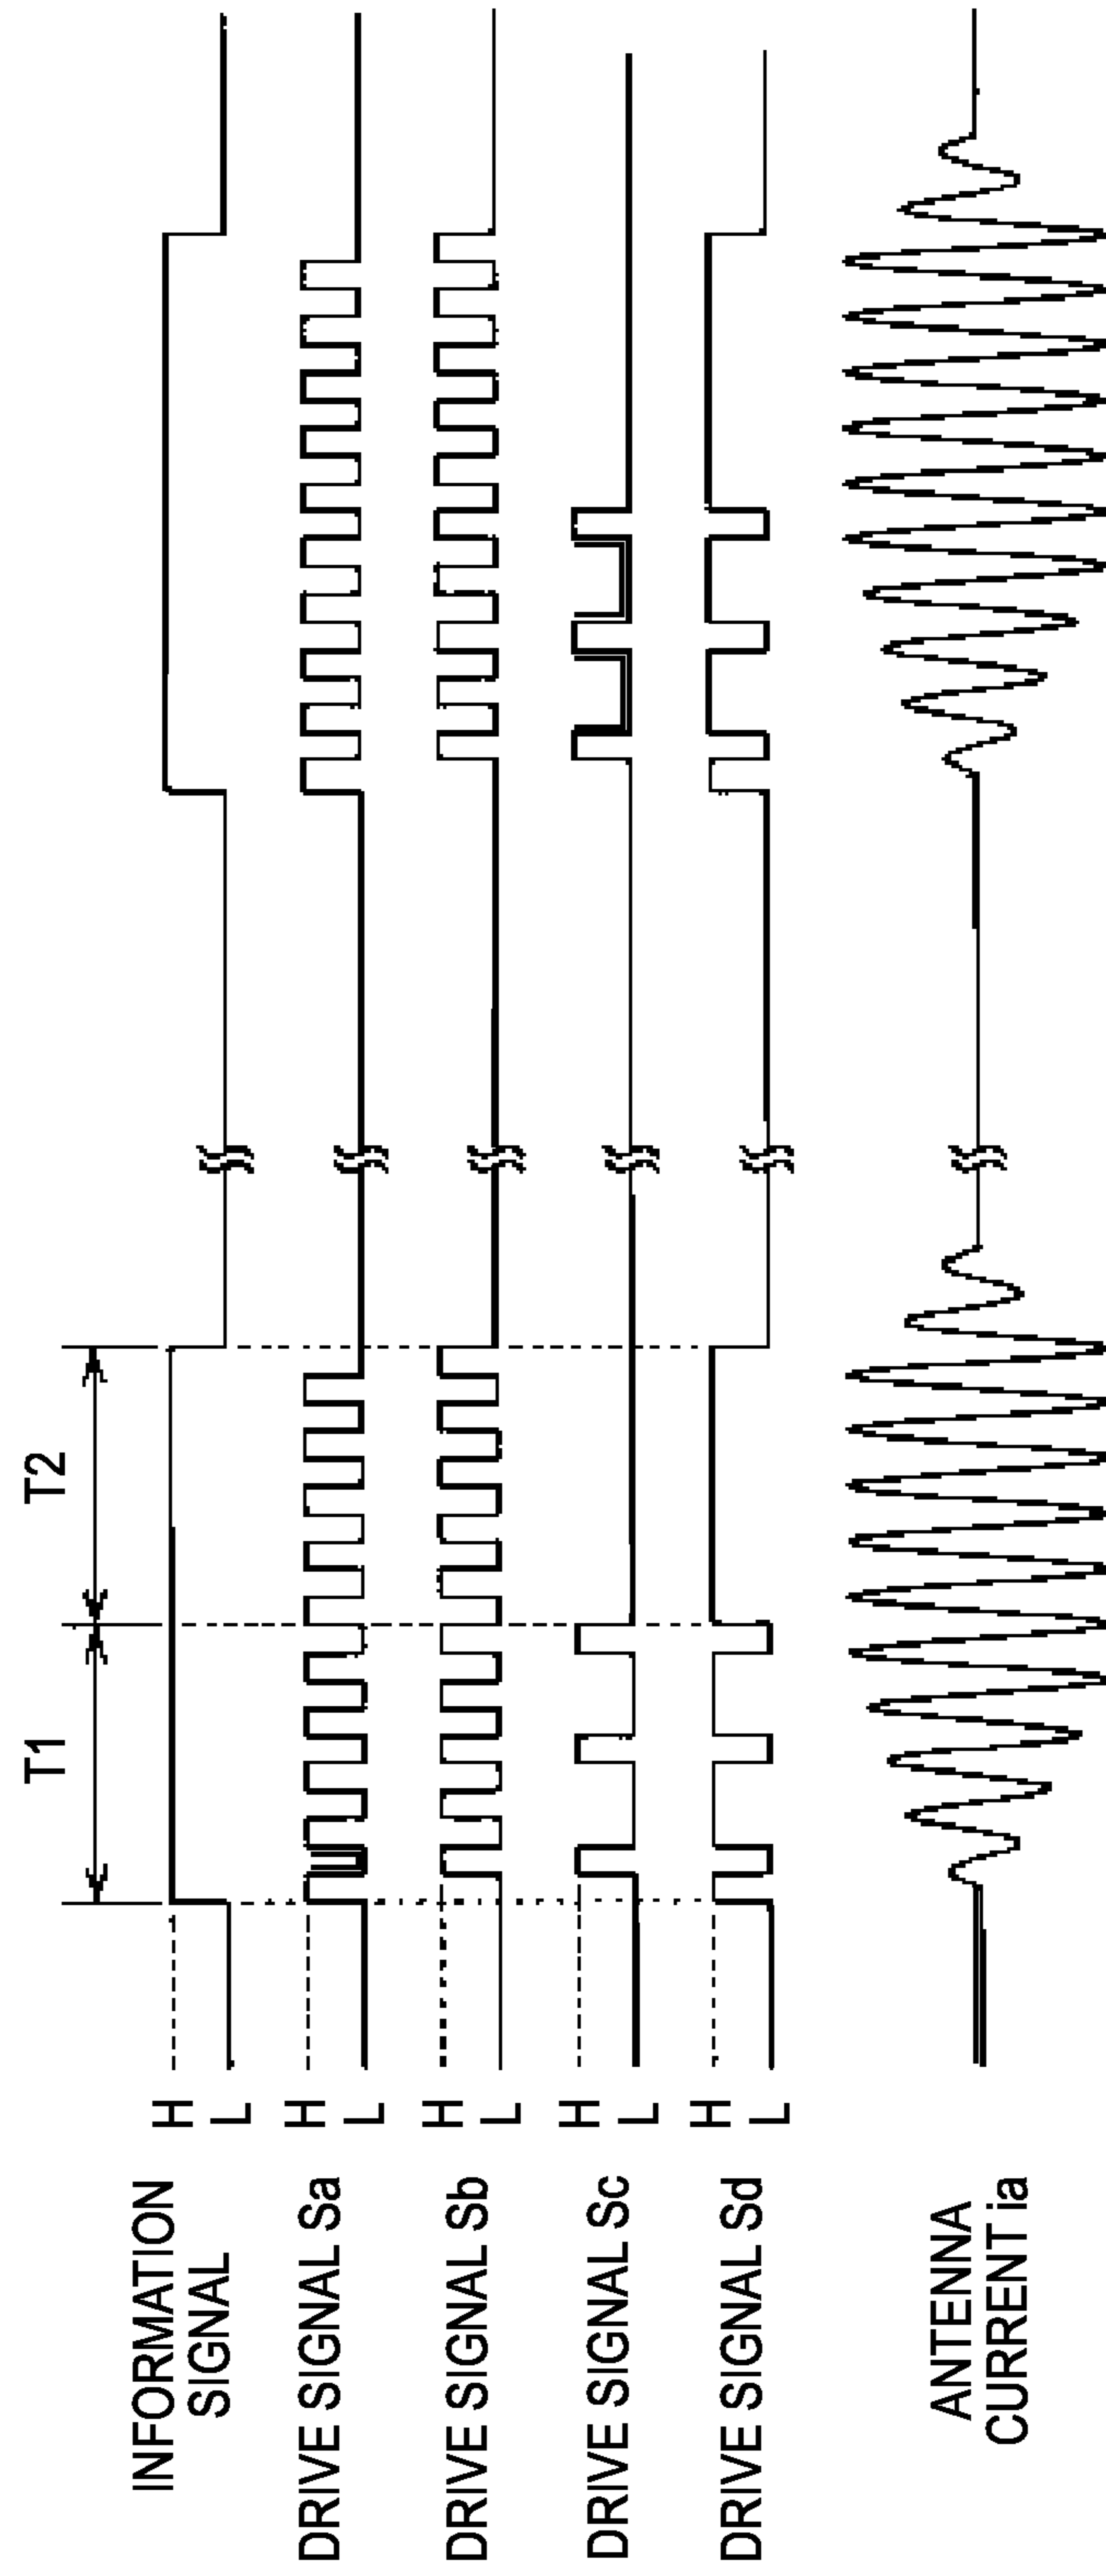 T1
T2
INFORMATION
SIGNAL
H
L
DRIVE SIGNAL Sa
H
L
DRIVE SIGNAL Sb
H
L
DRIVE SIGNAL Sc
H
L
DRIVE SIGNAL Sd
H
L
ANTENNA
CURRENT ia